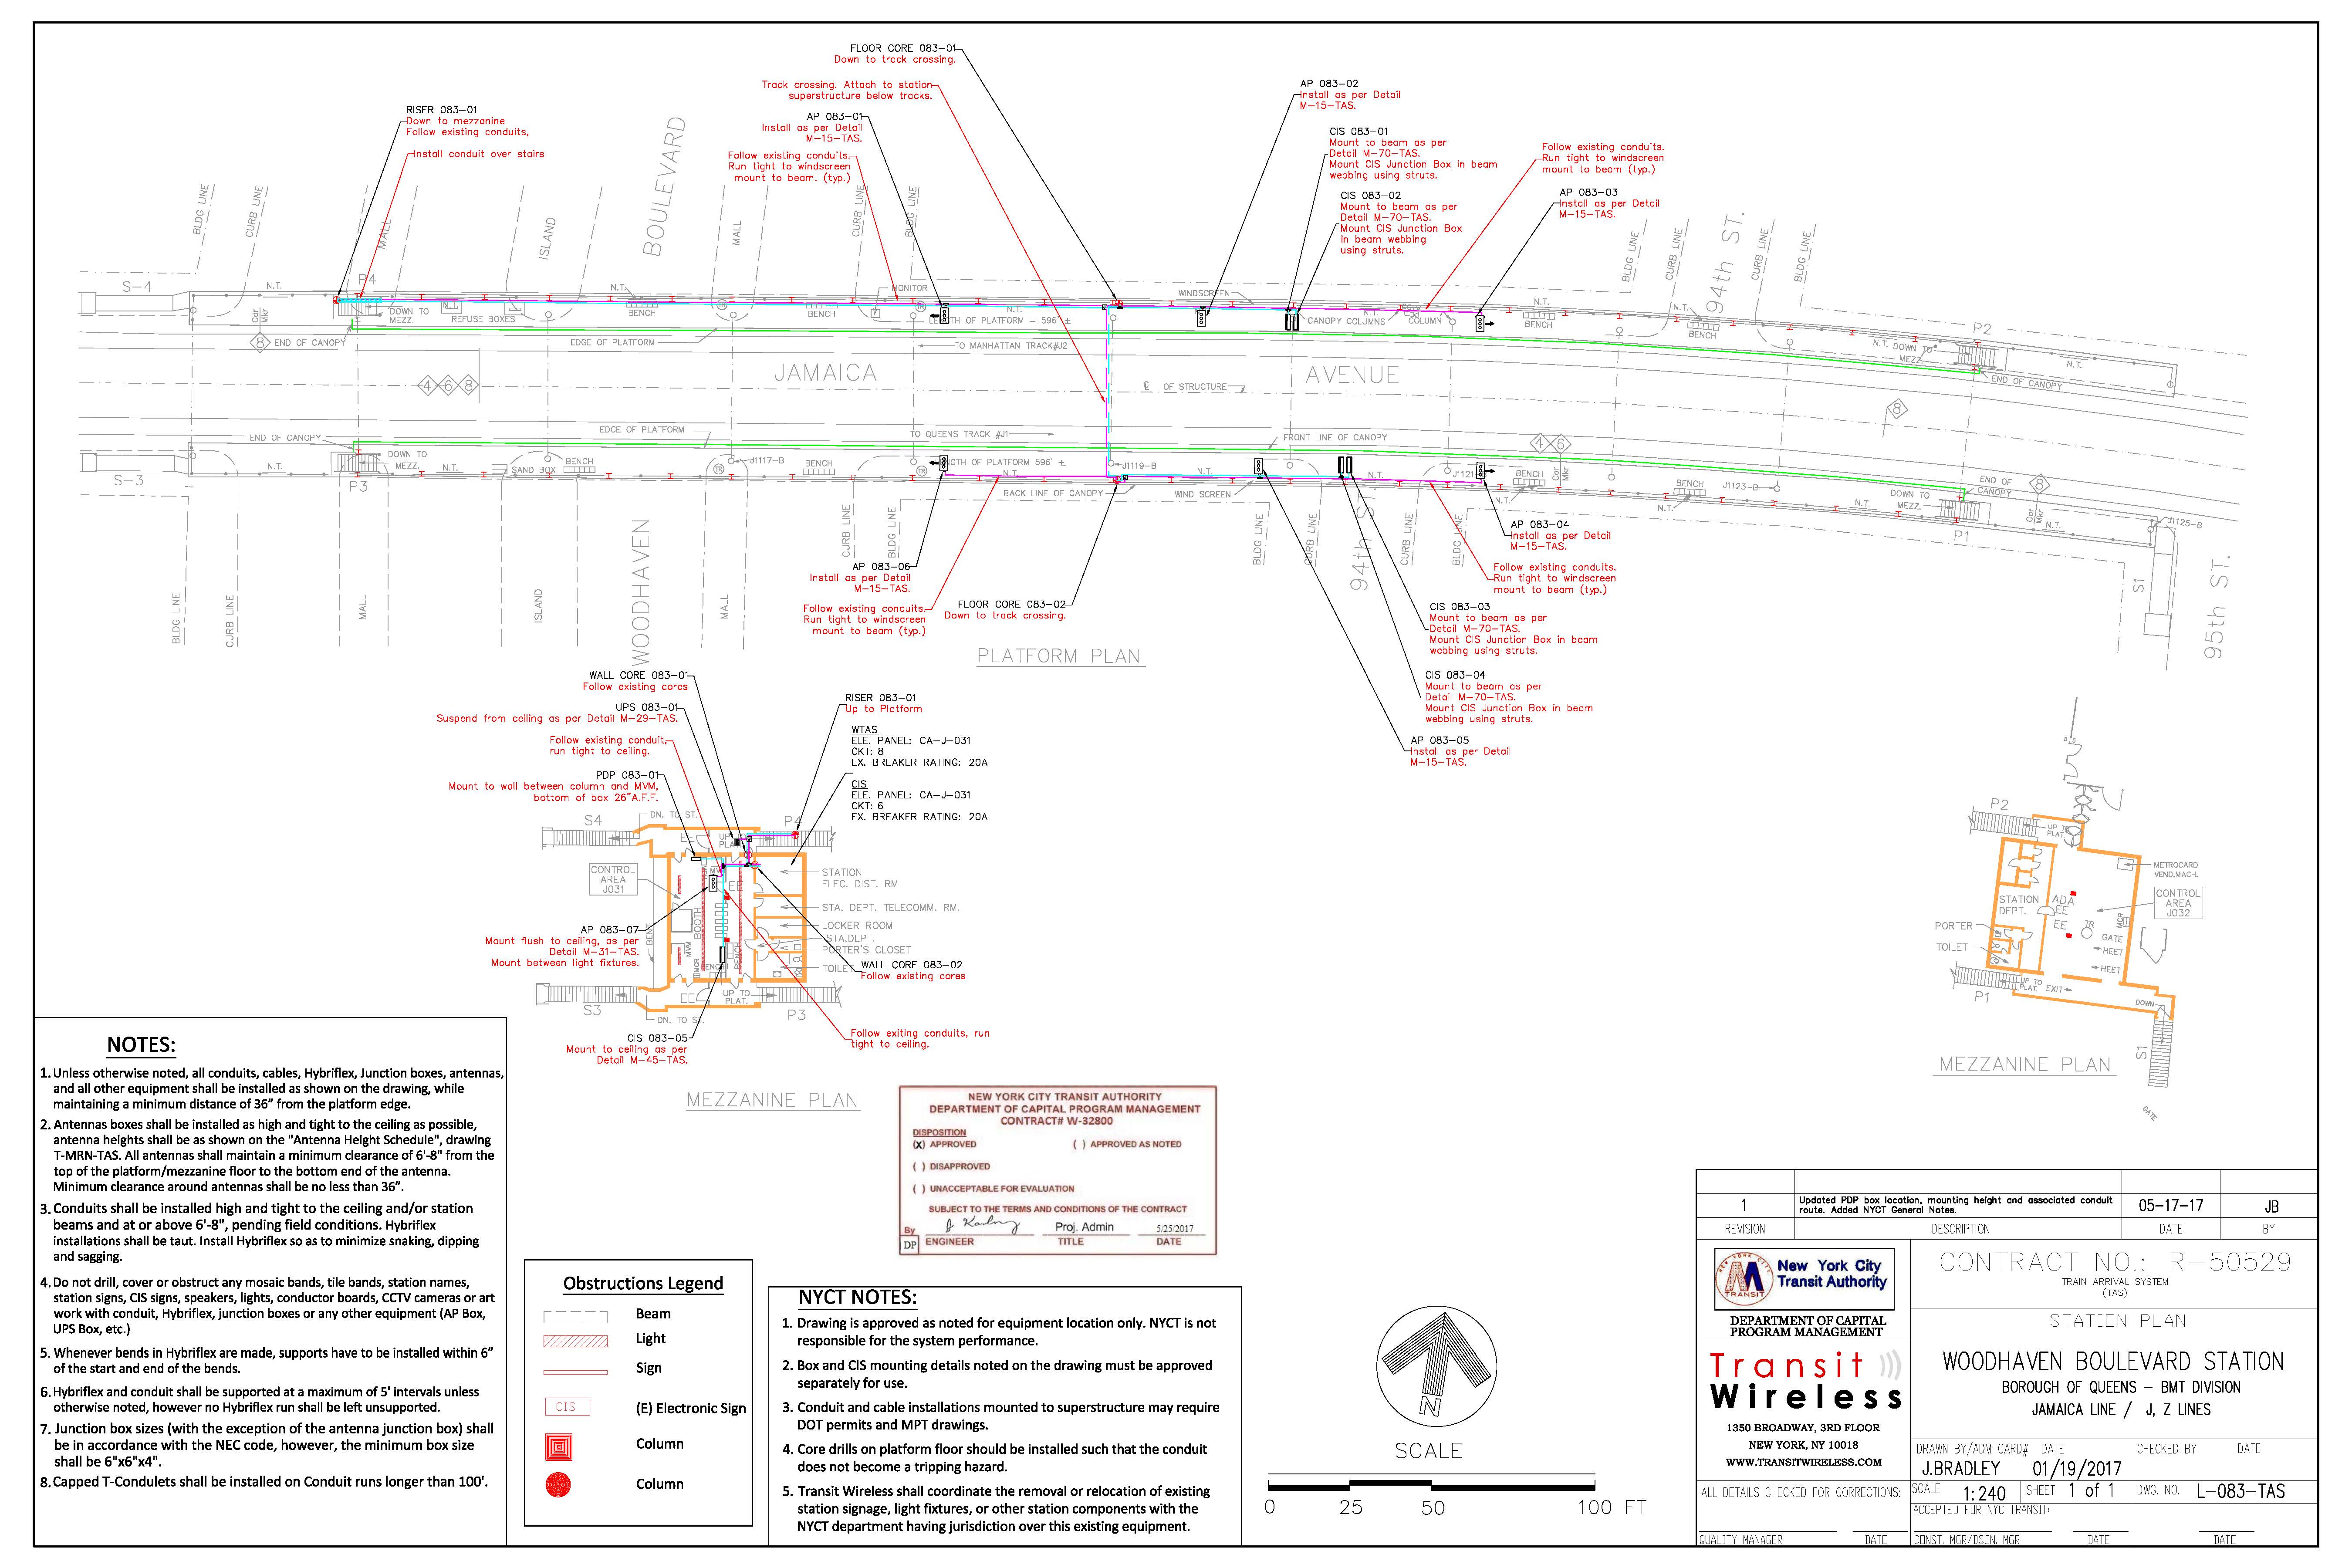 FLOOR CORE 083-01
Down to track crossing.
Track crossing. Attach to station
superstructure below tracks.
RISER 083-01
Down to mezzanine
Follow existing conduits,
Install conduit over stairs
AP 083-01
Install as per Detail
M-15-TAS.
Follow existing conduits.
Run tight to windscreen
mount to beam. (typ.)
AP 083-02
Install as per Detail
M-15-TAS.
CIS 083-01
Mount to beam as per
Detail M-70-TAS.
Mount CIS Junction Box in beam
webbing using struts.
CIS 083-02
Mount to beam as per
Detail M-70-TAS.
Mount CIS Junction Box
in beam webbing
using struts.
Follow existing conduits.
Run tight to windscreen
mount to beam (typ.)
AP 083-03
Install as per Detail
M-15-TAS.
BLDG LINE
CURB LINE
MALL
ISLAND
BOULEVARD
MALL
CURB LINE
BLDG LINE
BLDG LINE
CURB LINE
94th ST.
CURB LINE
BLDG LINE
S-4
N.T.
P4
N.T.
MONITOR
WINDSCREEN
N.T.
N.T.
P2
Car
Mkr
8
END OF CANOPY
DOWN TO
MEZZ.
N.T.
REFUSE BOXES
BENCH
TR
BENCH
TR
N.T.
LENGTH OF PLATFORM = 596' ±
CANOPY COLUMNS
N.T.
COLUMN
BENCH
BENCH
N.T.
DOWN TO
MEZZ.
N.T.
END OF CANOPY
EDGE OF PLATFORM
TO MANHATTAN TRACK#J2
4 6 8
JAMAICA
AVENUE
OF STRUCTURE
8
EDGE OF PLATFORM
END OF CANOPY
TO QUEENS TRACK #J1
FRONT LINE OF CANOPY
4 6
DOWN TO
MEZZ.
N.T.
N.T.
SAND BOX
BENCH
TR
J1117-B
BENCH
TR
N.T.
J1119-B
N.T.
N.T.
J1121
BENCH
N.T.
Car
Mkr
BENCH
N.T.
J1123-B
DOWN TO
MEZZ.
END OF
CANOPY
8
Car
Mkr
N.T.
J1125-B
S-3
P3
BACK LINE OF CANOPY
WIND SCREEN
P1
S1
BLDG LINE
CURB LINE
MALL
ISLAND
WOODHAVEN
MALL
CURB LINE
BLDG LINE
BLDG LINE
CURB LINE
94th S
CURB LINE
BLDG LINE
95th ST.
AP 083-06
Install as per Detail
M-15-TAS.
Follow existing conduits.
Run tight to windscreen
mount to beam (typ.)
FLOOR CORE 083-02
Down to track crossing.
AP 083-04
Install as per Detail
M-15-TAS.
Follow existing conduits.
Run tight to windscreen
mount to beam (typ.)
CIS 083-03
Mount to beam as per
Detail M-70-TAS.
Mount CIS Junction Box in beam
webbing using struts.
CIS 083-04
Mount to beam as per
Detail M-70-TAS.
Mount CIS Junction Box in beam
webbing using struts.
AP 083-05
Install as per Detail
M-15-TAS.
PLATFORM PLAN
WALL CORE 083-01
Follow existing cores
UPS 083-01
Suspend from ceiling as per Detail M-29-TAS.
Follow existing conduit,
run tight to ceiling.
PDP 083-01
Mount to wall between column and MVM,
bottom of box 26"A.F.F.
RISER 083-01
Up to Platform
WTAS
ELE. PANEL: CA-J-031
CKT: 8
EX. BREAKER RATING: 20A
CIS
ELE. PANEL: CA-J-031
CKT: 6
EX. BREAKER RATING: 20A
S4
DN. TO ST.
EE
UP
P4
CONTROL
AREA
J031
EE
BOOTH
MVM
BENCH
STATION
ELEC. DIST. RM
STA. DEPT. TELECOMM. RM.
LOCKER ROOM
STA.DEPT.
PORTER'S CLOSET
TOILET
EE
UP TO
PLAT.
S3
DN. TO ST.
P3
AP 083-07
Mount flush to ceiling, as per
Detail M-31-TAS.
Mount between light fixtures.
WALL CORE 083-02
Follow existing cores
CIS 083-05
Mount to ceiling as per
Detail M-45-TAS.
Follow exiting conduits, run
tight to ceiling.
MEZZANINE PLAN
P2
UP TO
PLAT.
METROCARD
VEND.MACH.
STATION
DEPT.
ADA
EE
EE
TR
CONTROL
AREA
J032
PORTER
TOILET
GATE
HEET
HEET
UP TO
PLAT.
EXIT
P1
DOWN
S1
GATE
MEZZANINE PLAN
NOTES:
1. Unless otherwise noted, all conduits, cables, Hybriflex, Junction boxes, antennas,
and all other equipment shall be installed as shown on the drawing, while
maintaining a minimum distance of 36” from the platform edge.
2. Antennas boxes shall be installed as high and tight to the ceiling as possible,
antenna heights shall be as shown on the "Antenna Height Schedule", drawing
T-MRN-TAS. All antennas shall maintain a minimum clearance of 6'-8" from the
top of the platform/mezzanine floor to the bottom end of the antenna.
Minimum clearance around antennas shall be no less than 36”.
3. Conduits shall be installed high and tight to the ceiling and/or station
beams and at or above 6'-8", pending field conditions. Hybriflex
installations shall be taut. Install Hybriflex so as to minimize snaking, dipping
and sagging.
4. Do not drill, cover or obstruct any mosaic bands, tile bands, station names,
station signs, CIS signs, speakers, lights, conductor boards, CCTV cameras or art
work with conduit, Hybriflex, junction boxes or any other equipment (AP Box,
UPS Box, etc.)
5. Whenever bends in Hybriflex are made, supports have to be installed within 6”
of the start and end of the bends.
6. Hybriflex and conduit shall be supported at a maximum of 5' intervals unless
otherwise noted, however no Hybriflex run shall be left unsupported.
7. Junction box sizes (with the exception of the antenna junction box) shall
be in accordance with the NEC code, however, the minimum box size
shall be 6"x6"x4".
8. Capped T-Condulets shall be installed on Conduit runs longer than 100'.
Obstructions Legend
Beam
Light
Sign
CIS (E) Electronic Sign
Column
Column
NEW YORK CITY TRANSIT AUTHORITY
DEPARTMENT OF CAPITAL PROGRAM MANAGEMENT
CONTRACT# W-32800
DISPOSITION
(X) APPROVED ( ) APPROVED AS NOTED
( ) DISAPPROVED
( ) UNACCEPTABLE FOR EVALUATION
SUBJECT TO THE TERMS AND CONDITIONS OF THE CONTRACT
By Proj. Admin 5/25/2017
DP ENGINEER TITLE DATE
NYCT NOTES:
1. Drawing is approved as noted for equipment location only. NYCT is not
responsible for the system performance.
2. Box and CIS mounting details noted on the drawing must be approved
separately for use.
3. Conduit and cable installations mounted to superstructure may require
DOT permits and MPT drawings.
4. Core drills on platform floor should be installed such that the conduit
does not become a tripping hazard.
5. Transit Wireless shall coordinate the removal or relocation of existing
station signage, light fixtures, or other station components with the
NYCT department having jurisdiction over this existing equipment.
N
SCALE
0 25 50 100 FT
1 Updated PDP box location, mounting height and associated conduit
route. Added NYCT General Notes. 05-17-17 JB
REVISION DESCRIPTION DATE BY
TRANSIT
New York City
Transit Authority
DEPARTMENT OF CAPITAL
PROGRAM MANAGEMENT
Transit
Wireless
1350 BROADWAY, 3RD FLOOR
NEW YORK, NY 10018
WWW.TRANSITWIRELESS.COM
ALL DETAILS CHECKED FOR CORRECTIONS:
QUALITY MANAGER DATE
CONTRACT NO.: R-50529
TRAIN ARRIVAL SYSTEM
(TAS)
STATION PLAN
WOODHAVEN BOULEVARD STATION
BOROUGH OF QUEENS - BMT DIVISION
JAMAICA LINE / J, Z LINES
DRAWN BY/ADM CARD# DATE CHECKED BY DATE
J.BRADLEY 01/19/2017
SCALE 1:240 SHEET 1 of 1 DWG. NO. L-083-TAS
ACCEPTED FOR NYC TRANSIT:
CONST. MGR/DSGN. MGR DATE DATE